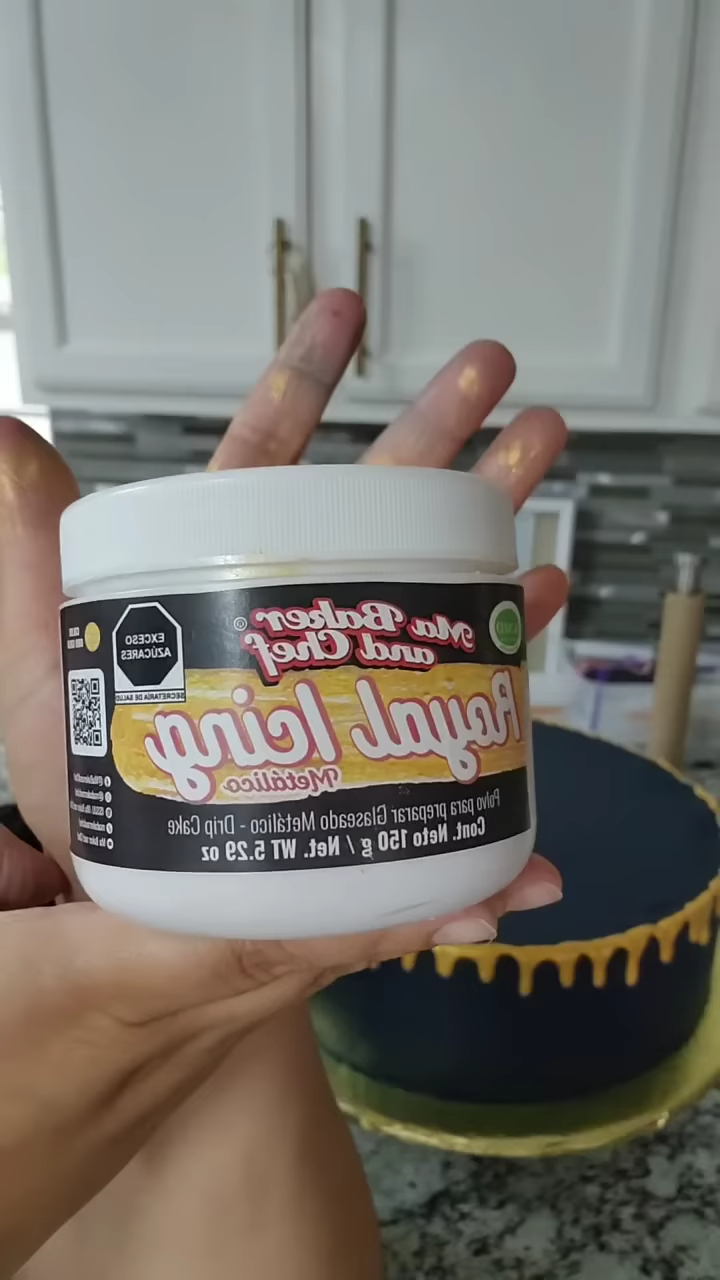 Ma Baker
and Chef®
Royal Icing
Metálico
Polvo para preparar Glaseado Metálico - Drip Cake
Cont. Neto 150 g / Net. WT 5.29 oz
EXCESO
AZÚCARES
SECRETARÍA DE SALUD
COLOR